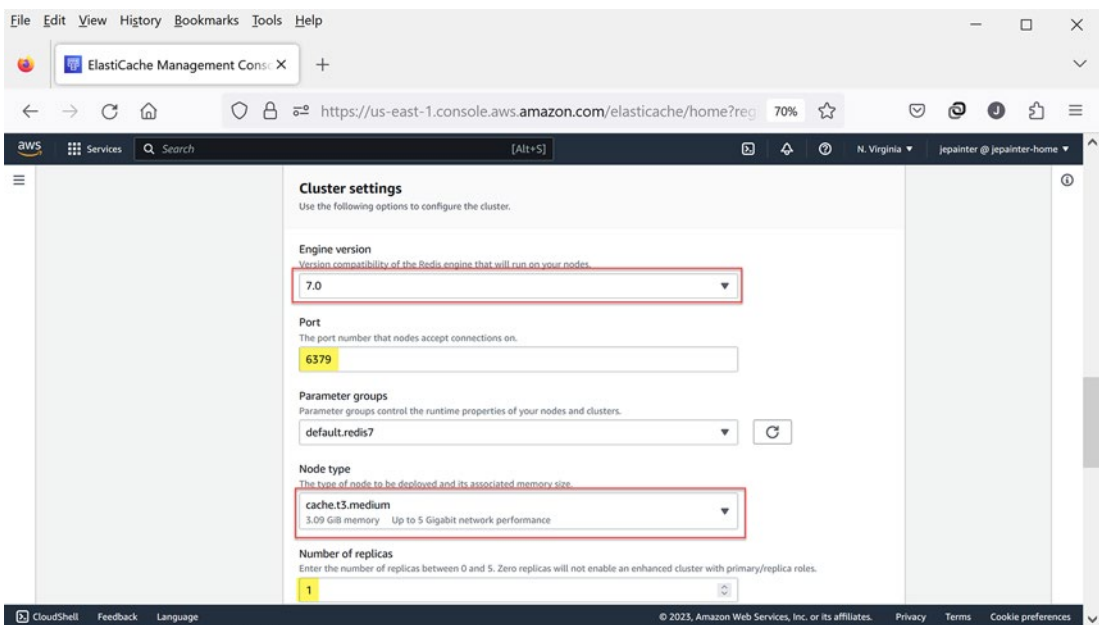 File Edit View History Bookmarks Tools Help
ElastiCache Management Conso
https://us-east-1.console.aws.amazon.com/elasticache/home?reg 70%
J
aws Services Search [Alt+S] N. Virginia jepainter @ jepainter-home
Cluster settings
Use the following options to configure the cluster.
Engine version
Version compatibility of the Redis engine that will run on your nodes.
7.0
Port
The port number that nodes accept connections on.
6379
Parameter groups
Parameter groups control the runtime properties of your nodes and clusters.
default.redis7
Node type
The type of node to be deployed and its associated memory size.
cache.t3.medium
3.09 GiB memory Up to 5 Gigabit network performance
Number of replicas
Enter the number of replicas between 0 and 5. Zero replicas will not enable an enhanced cluster with primary/replica roles.
1
CloudShell Feedback Language © 2023, Amazon Web Services, Inc. or its affiliates. Privacy Terms Cookie preferences